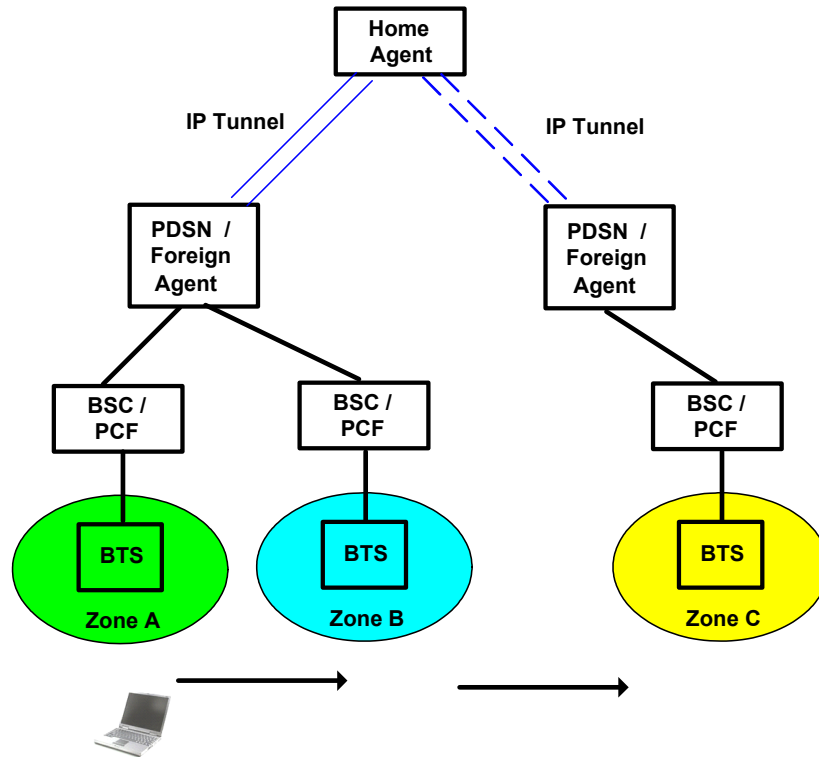 Home
Agent
IP Tunnel
IP Tunnel
PDSN /
Foreign
Agent
PDSN /
Foreign
Agent
BSC /
PCF
BSC /
PCF
BSC /
PCF
BTS
BTS
BTS
Zone A
Zone B
Zone C